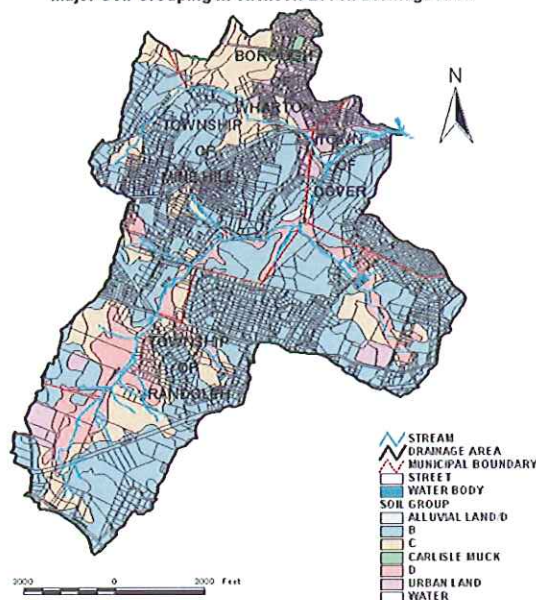 N
BOROUGH
WHARTON
TOWNSHIP
OF
MINE HILL
TOWN
OF
DOVER
TOWNSHIP
OF
RANDOLPH
STREAM
DRAINAGE AREA
MUNICIPAL BOUNDARY
STREET
WATER BODY
SOIL GROUP
ALLUVIAL LAND/D
B
C
CARLISLE MUCK
D
URBAN LAND
WATER
2000 0 2000 Feet